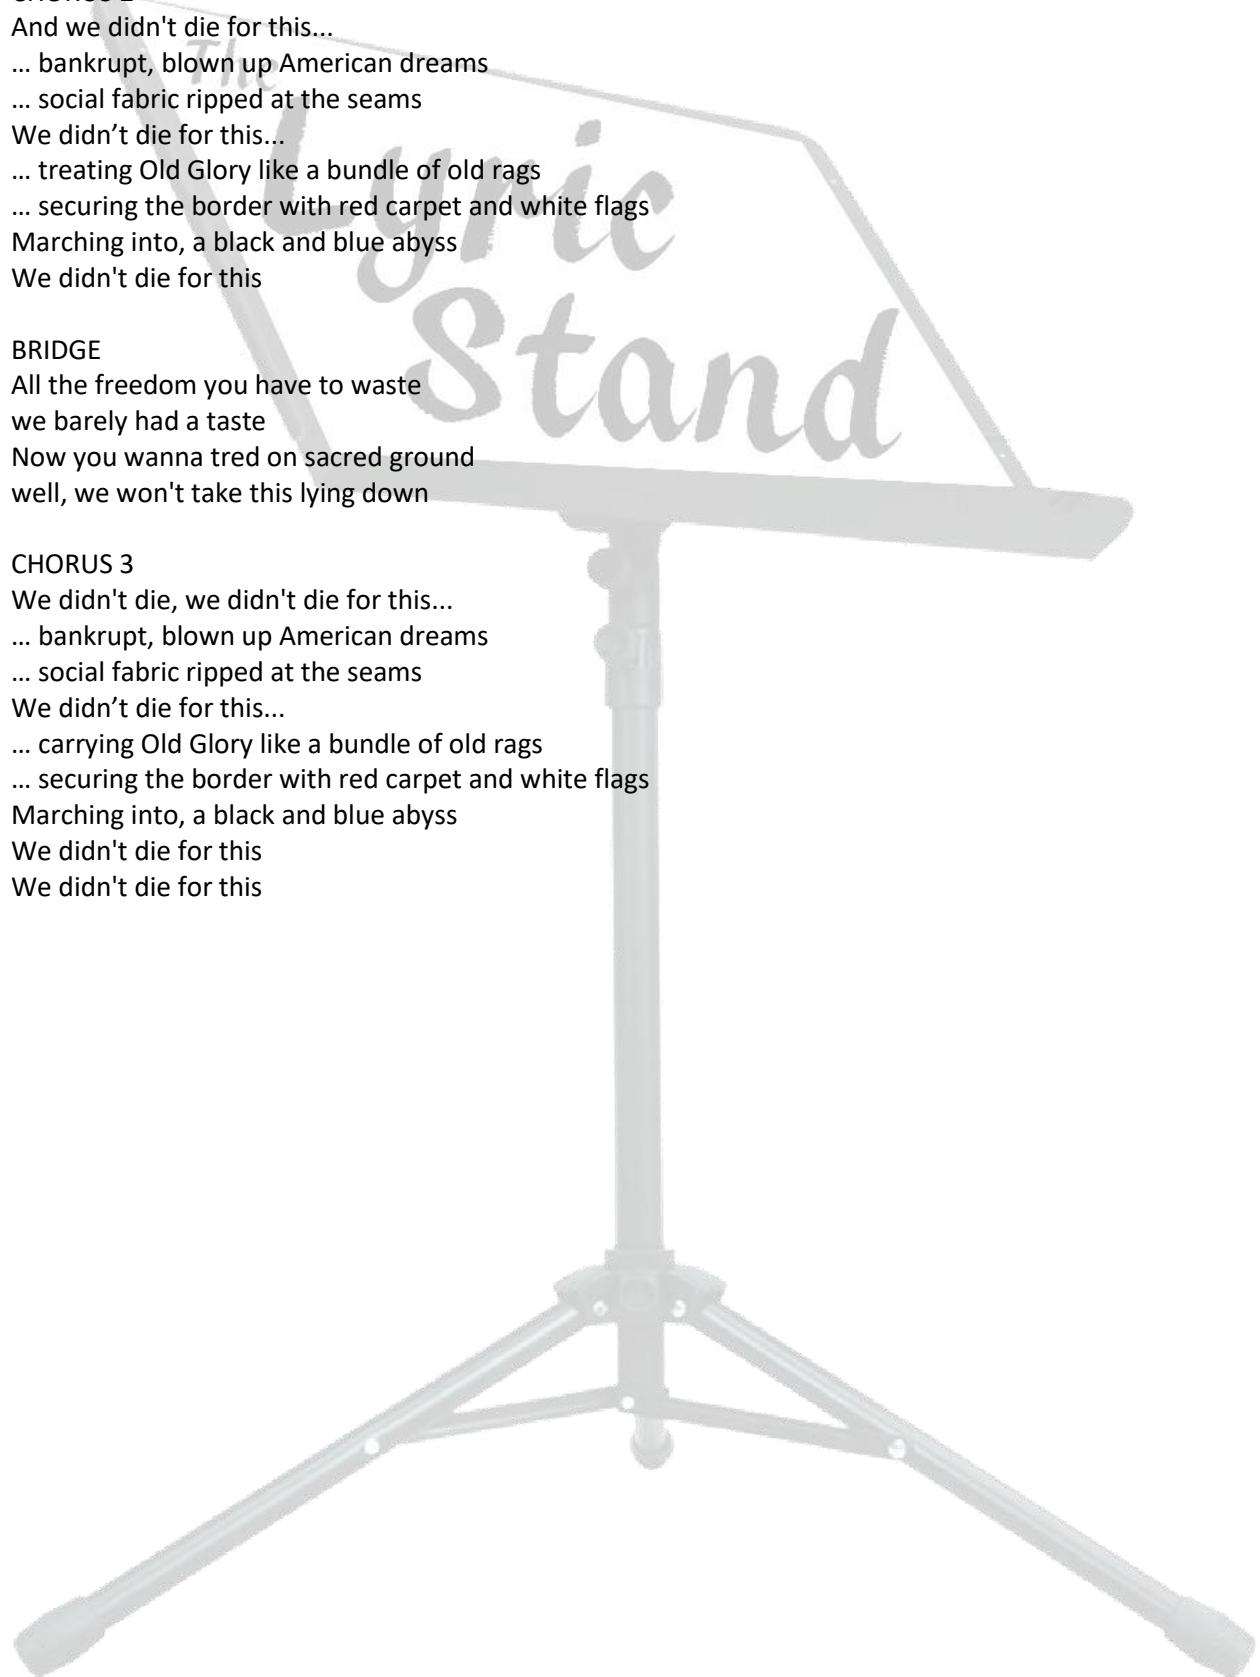 CHORUS 2
And we didn't die for this...
... bankrupt, blown up American dreams
... social fabric ripped at the seams
We didn’t die for this...
... treating Old Glory like a bundle of old rags
... securing the border with red carpet and white flags
Marching into, a black and blue abyss
We didn't die for this
BRIDGE
All the freedom you have to waste
we barely had a taste
Now you wanna tred on sacred ground
well, we won't take this lying down
CHORUS 3
We didn't die, we didn't die for this...
... bankrupt, blown up American dreams
... social fabric ripped at the seams
We didn’t die for this...
... carrying Old Glory like a bundle of old rags
... securing the border with red carpet and white flags
Marching into, a black and blue abyss
We didn't die for this
We didn't die for this
The
Lyric
Stand